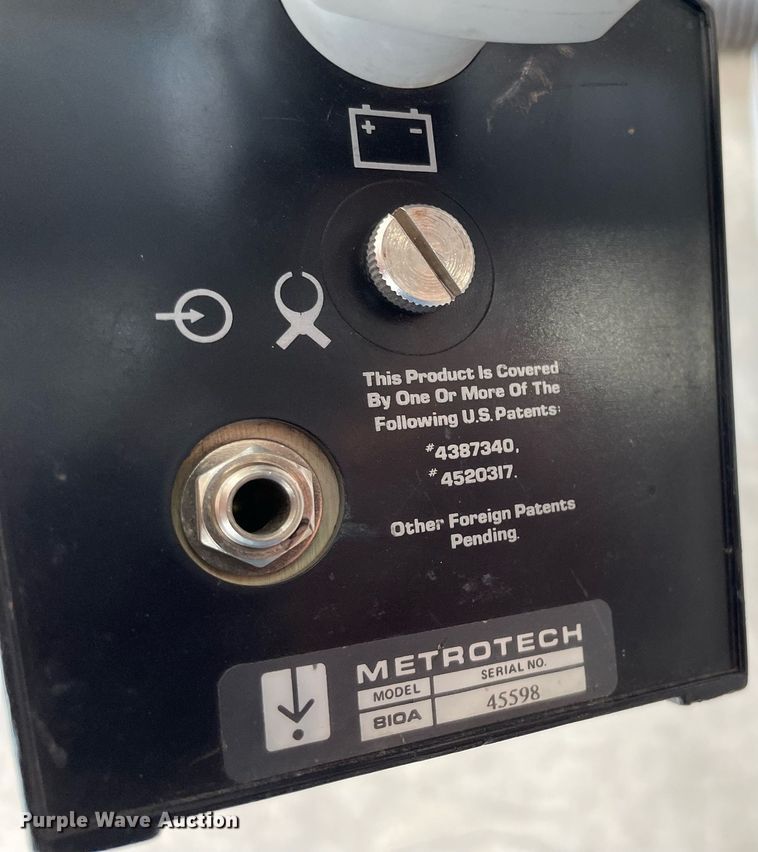 + -
This Product Is Covered
By One Or More Of The
Following U.S. Patents:
#4387340,
#4520317.
Other Foreign Patents
Pending.
METROTECH
MODEL
SERIAL NO.
810A
45598
Purple Wave Auction